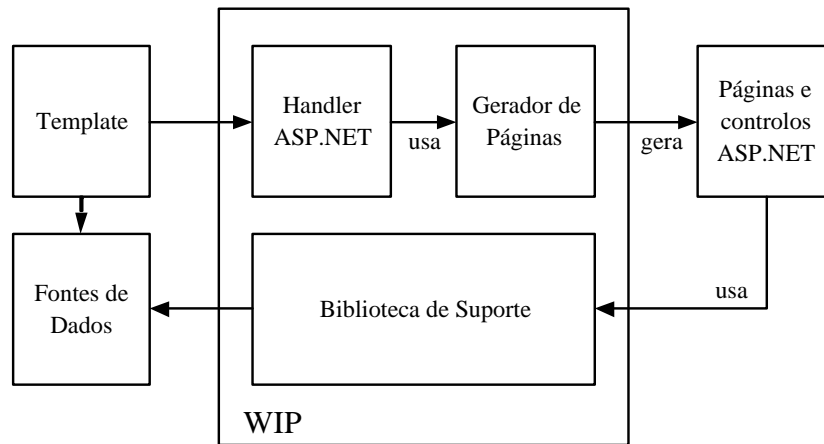 Template
Handler
ASP.NET
usa
Gerador de
Páginas
gera
Páginas e
controlos
ASP.NET
Fontes de
Dados
Biblioteca de Suporte
usa
WIP